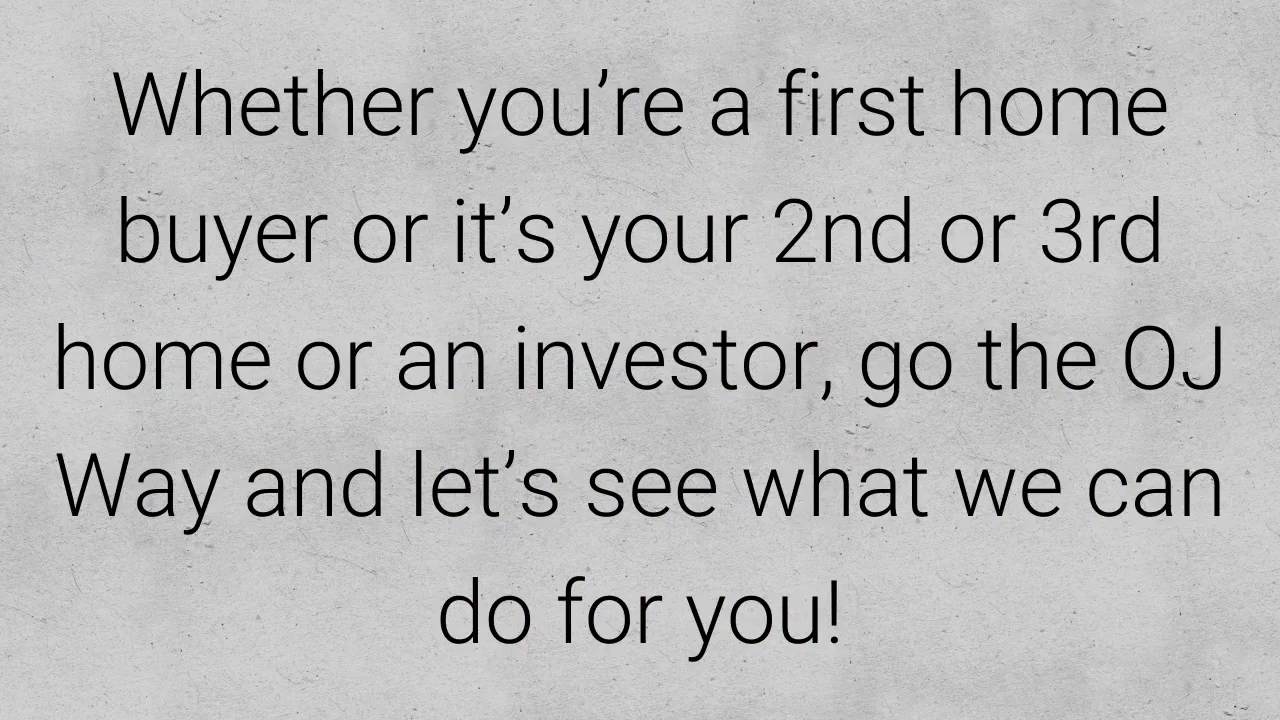 Whether you’re a first home
buyer or it’s your 2nd or 3rd
home or an investor, go the OJ
Way and let’s see what we can
do for you!